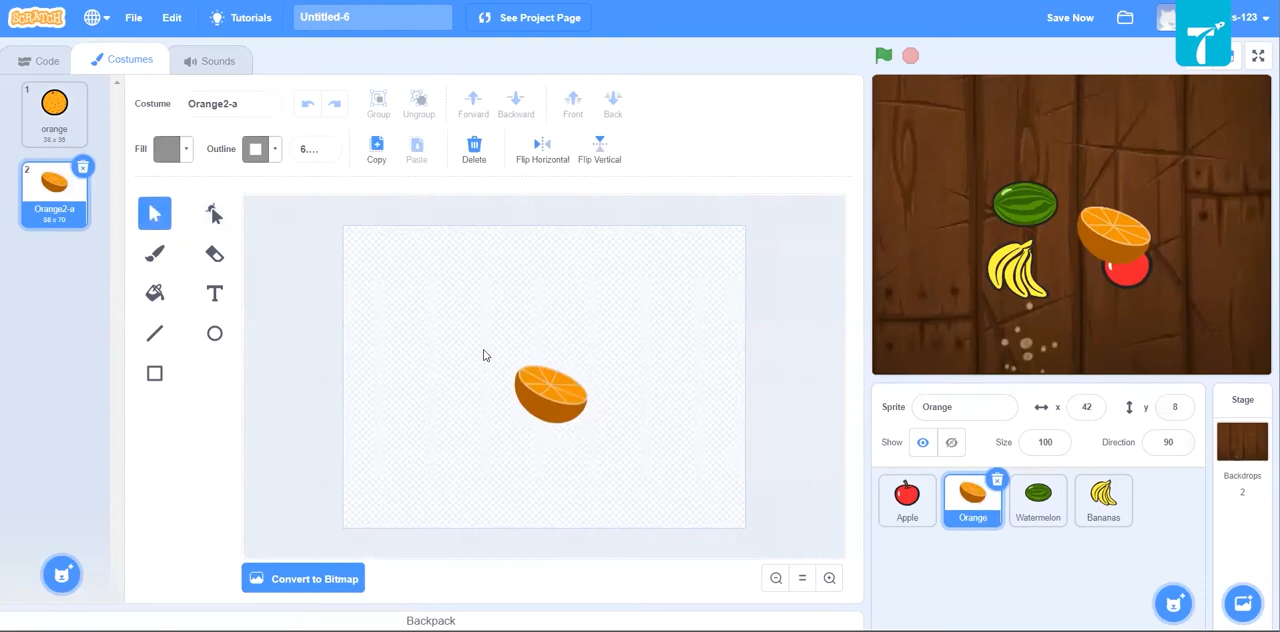 SCRATCH File Edit Tutorials Untitled-6 See Project Page Save Now s-123
Code Costumes Sounds
Costume Orange2-a Group Ungroup Forward Backward Front Back
Fill Outline 6.... Copy Paste Delete Flip Horizontal Flip Vertical
1
orange
38 x 36
2
Orange2-a
88 x 70
Convert to Bitmap
Backpack
Sprite Orange x 42 y 8
Show Size 100 Direction 90
Apple Orange Watermelon Bananas
Stage
Backdrops
2